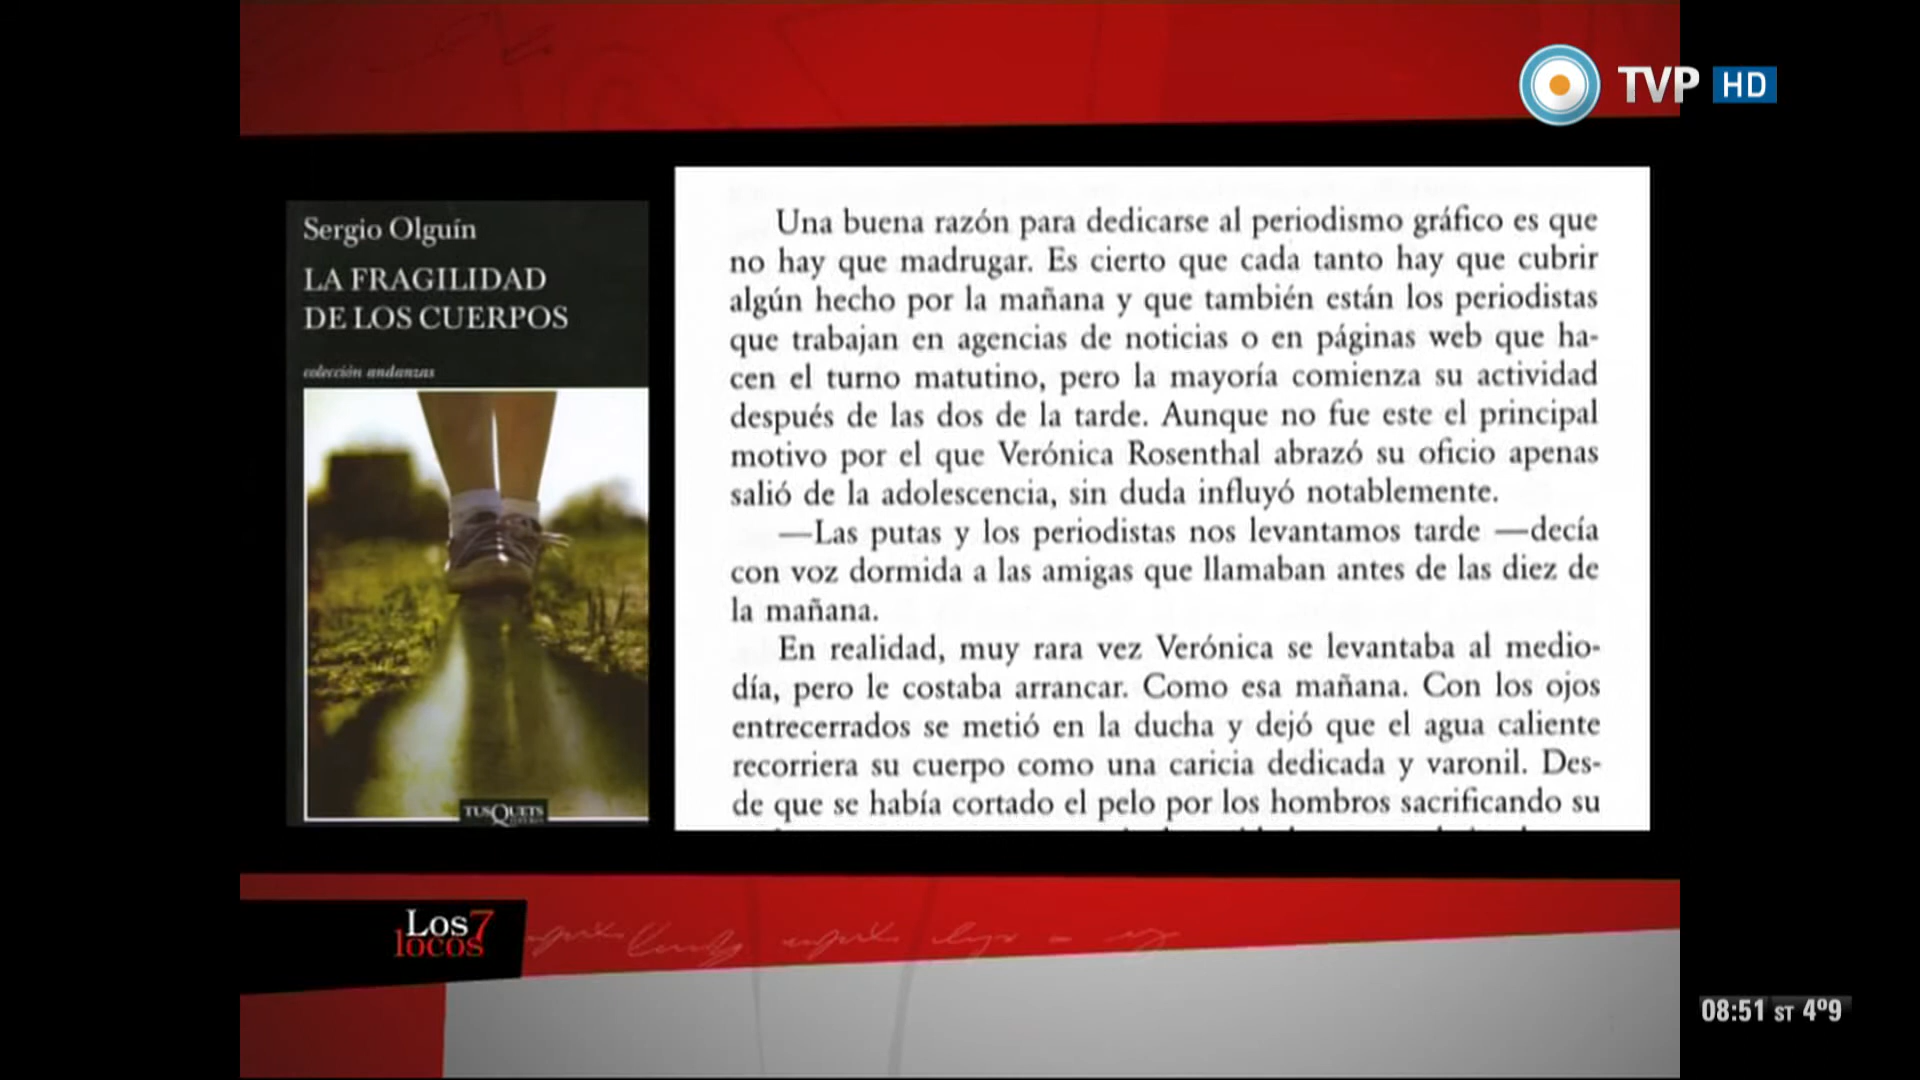 TVP HD
Sergio Olguín
LA FRAGILIDAD
DE LOS CUERPOS
colección andanzas
TUSQUETS
Una buena razón para dedicarse al periodismo gráfico es que
no hay que madrugar. Es cierto que cada tanto hay que cubrir
algún hecho por la mañana y que también están los periodistas
que trabajan en agencias de noticias o en páginas web que ha-
cen el turno matutino, pero la mayoría comienza su actividad
después de las dos de la tarde. Aunque no fue este el principal
motivo por el que Verónica Rosenthal abrazó su oficio apenas
salió de la adolescencia, sin duda influyó notablemente.
—Las putas y los periodistas nos levantamos tarde —decía
con voz dormida a las amigas que llamaban antes de las diez de
la mañana.
En realidad, muy rara vez Verónica se levantaba al medio-
día, pero le costaba arrancar. Como esa mañana. Con los ojos
entrecerrados se metió en la ducha y dejó que el agua caliente
recorriera su cuerpo como una caricia dedicada y varonil. Des-
de que se había cortado el pelo por los hombros sacrificando su
Los 7
locos
08:51 ST 4º9